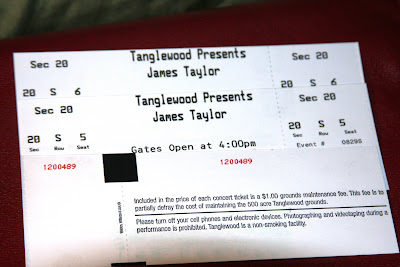 Tanglewood Presents
Sec 20
Sec 20
James Taylor
20 S 6
20 S 6
Tanglewood Presents
Sec 20
Sec 20
James Taylor
20 S 5
20 S 5
Sec Row Seat
Sec Row Seat
Gates Open at 4:00pm
Event # 08290
1200489
1200489
Included in the price of each concert ticket is a $1.00 grounds maintenance fee. This fee is to
partially defray the cost of maintaining the 500 acre Tanglewood grounds.
Please turn off your cell phones and electronic devices. Photographing and videotaping during a
performance is prohibited. Tanglewood is a non-smoking facility.